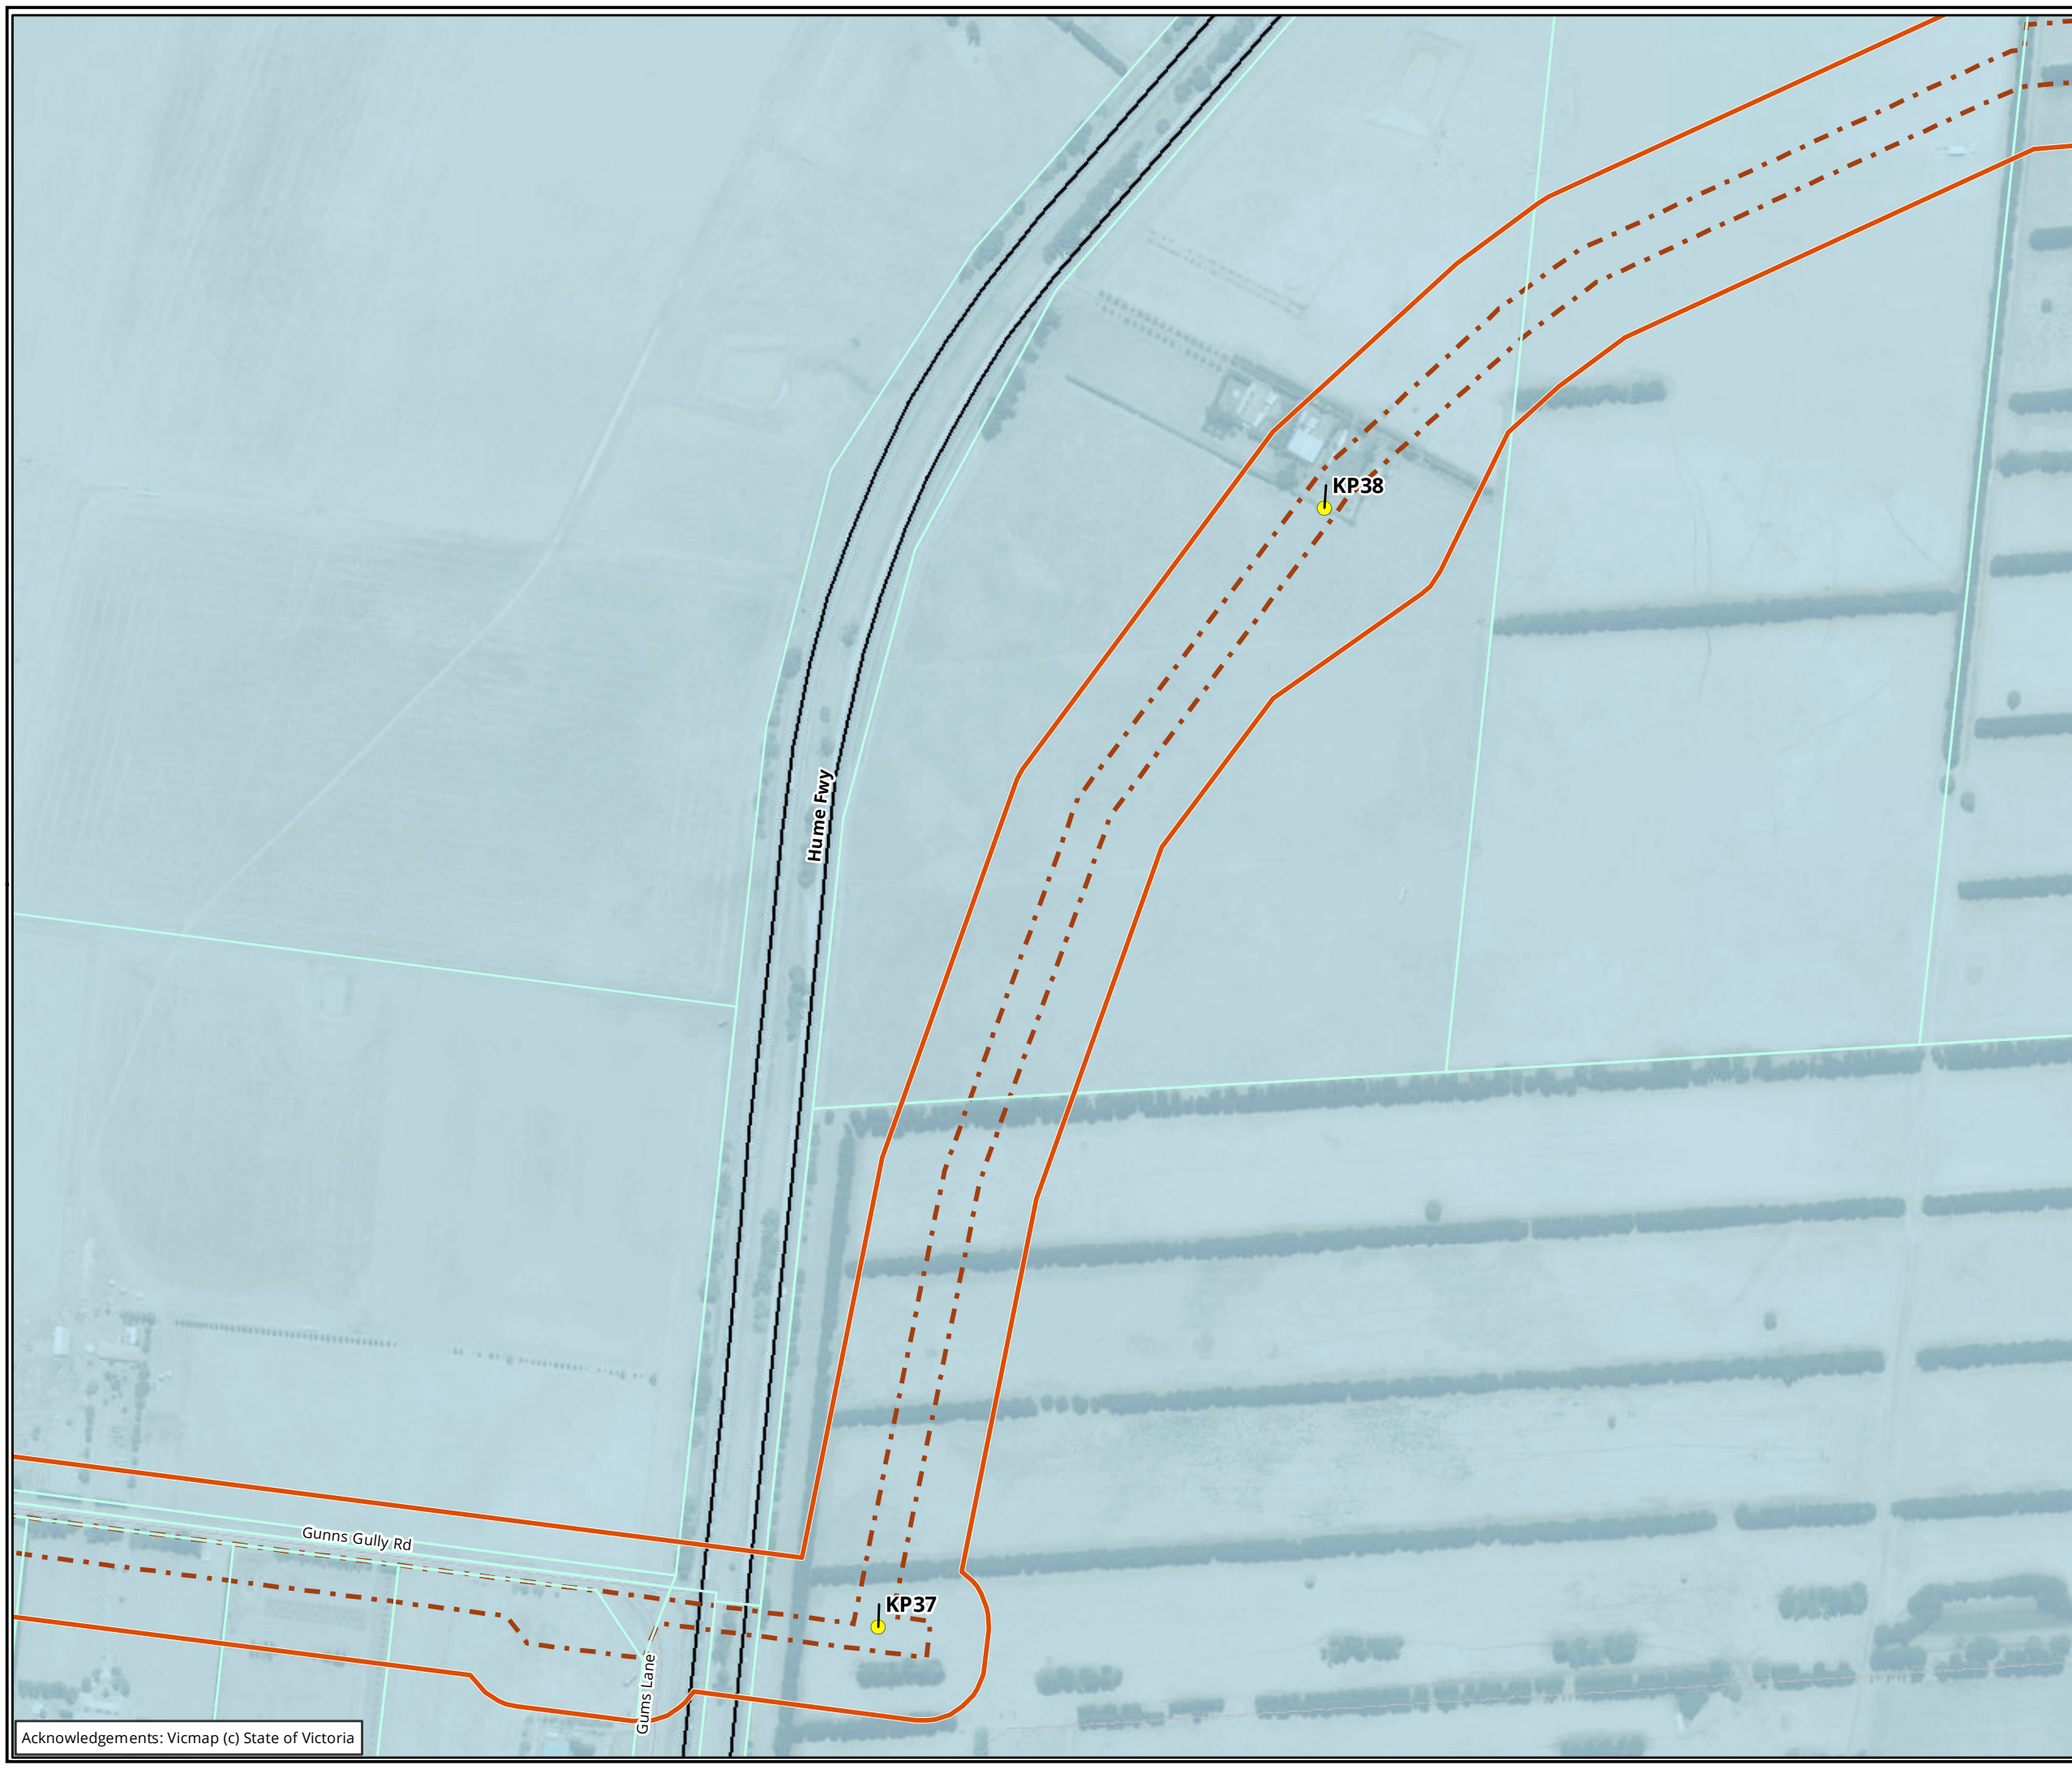 KP38
Hume Fwy
Gunns Gully Rd
KP37
Gums Lane
Acknowledgements: Vicmap (c) State of Victoria